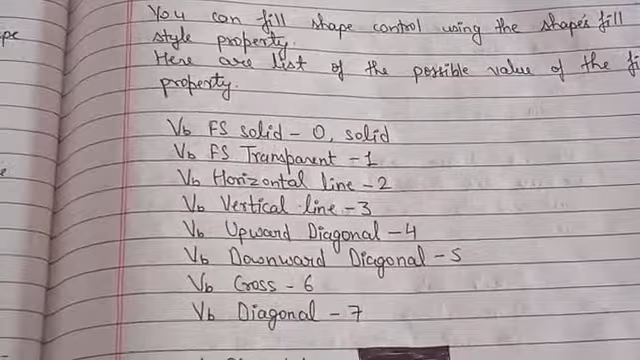 You can fill shape control using the shape's fill
style property.
Here are list of the possible value of the
property.
Vb FS solid - 0, solid
Vb FS Transparent - 1
Vb Horizontal line - 2
Vb Vertical line - 3
Vb Upward Diagonal - 4
Vb Downward Diagonal - 5
Vb Cross - 6
Vb Diagonal - 7